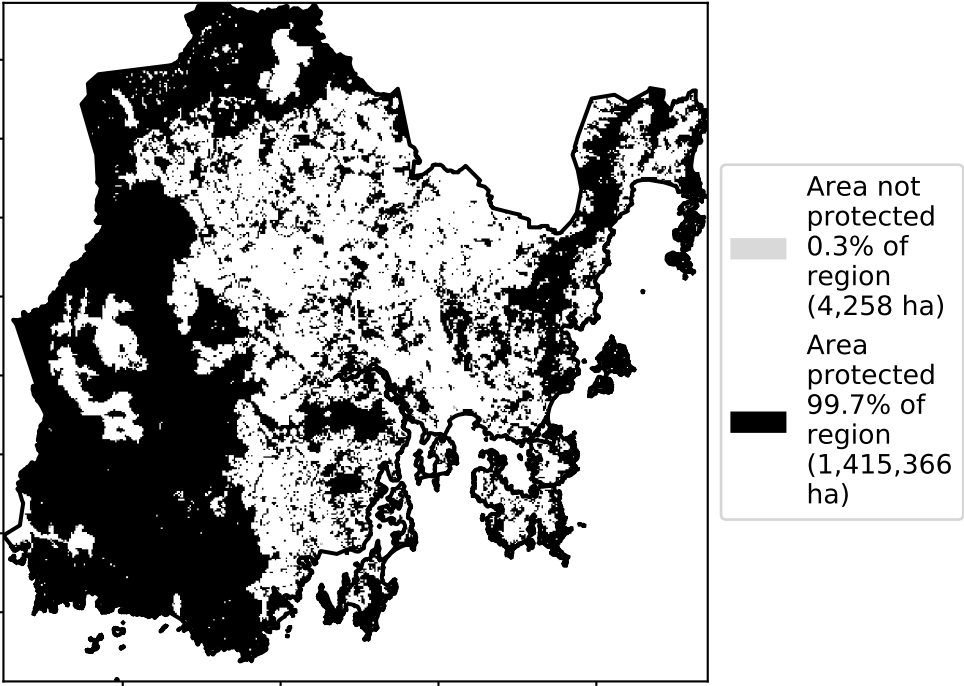 Area not
protected
0.3% of
region
(4,258 ha)
Area
protected
99.7% of
region
(1,415,366
ha)